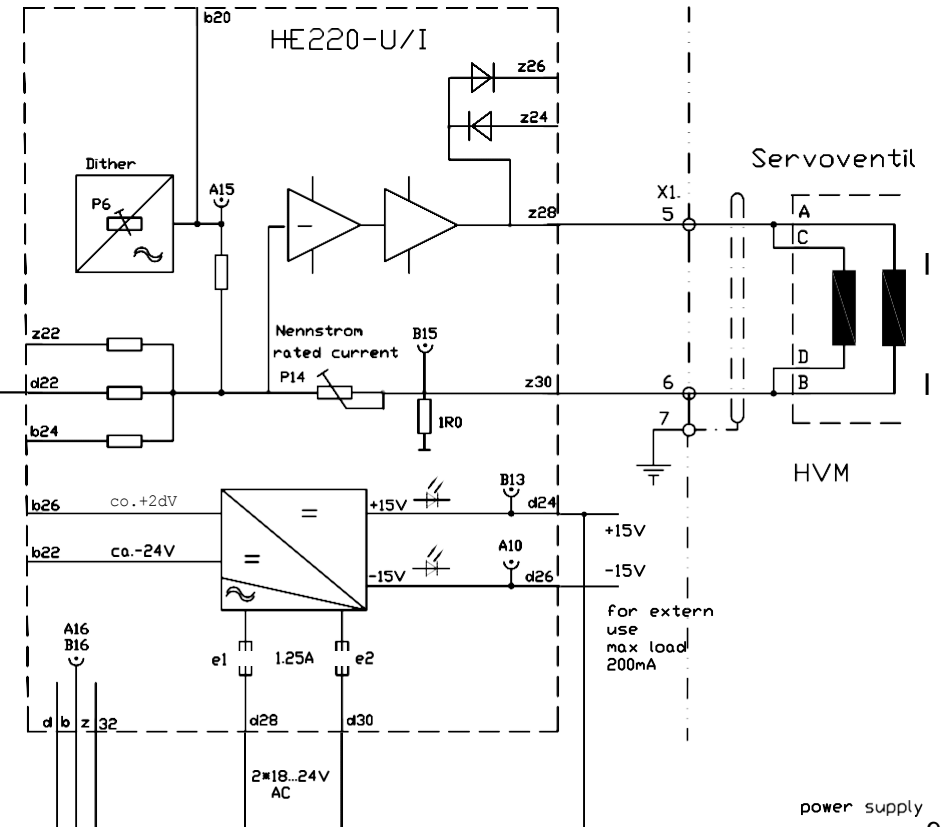 b20
HE220-U/I
z26
z24
Dither
P6
A15
Servoventil
X1.
5
z28
A
C
Nennstrom
rated current
P14
B15
z22
d22
b24
1R0
z30
6
7
D
B
HVM
b26
co.+2dV
+15V
B13
d24
+15V
b22
ca.-24V
-15V
A10
d26
-15V
for extern
use
max load
200mA
A16
B16
e1
1.25A
e2
d
b
z
32
d28
d30
2*18...24V
AC
power supply